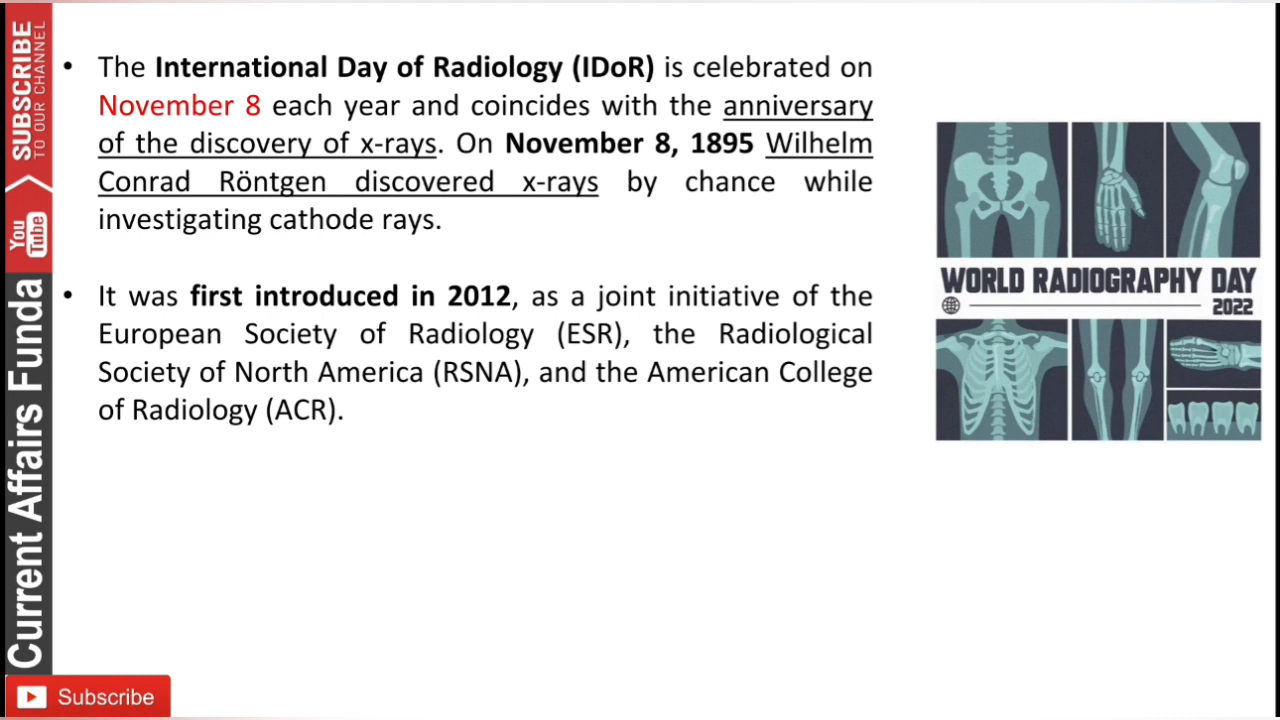 • The International Day of Radiology (IDoR) is celebrated on
November 8 each year and coincides with the anniversary
of the discovery of x-rays. On November 8, 1895 Wilhelm
Conrad Röntgen discovered x-rays by chance while
investigating cathode rays.
• It was first introduced in 2012, as a joint initiative of the
European Society of Radiology (ESR), the Radiological
Society of North America (RSNA), and the American College
of Radiology (ACR).
WORLD RADIOGRAPHY DAY
2022
SUBSCRIBE
TO OUR CHANNEL
You
Tube
Current Affairs Funda
Subscribe